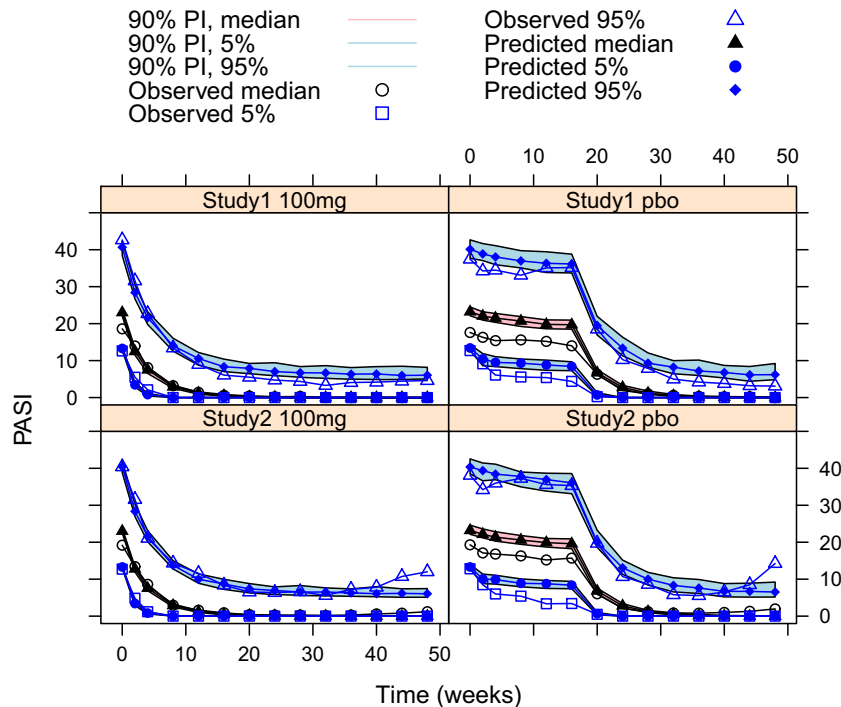 90% PI, median
90% PI, 5%
90% PI, 95%
Observed median
Observed 5%
Observed 95%
Predicted median
Predicted 5%
Predicted 95%
0 10 20 30 40 50
Study1 100mg Study1 pbo
40
30
20
10
0
Study2 100mg Study2 pbo
40
30
20
10
0
PASI
0 10 20 30 40 50
Time (weeks)